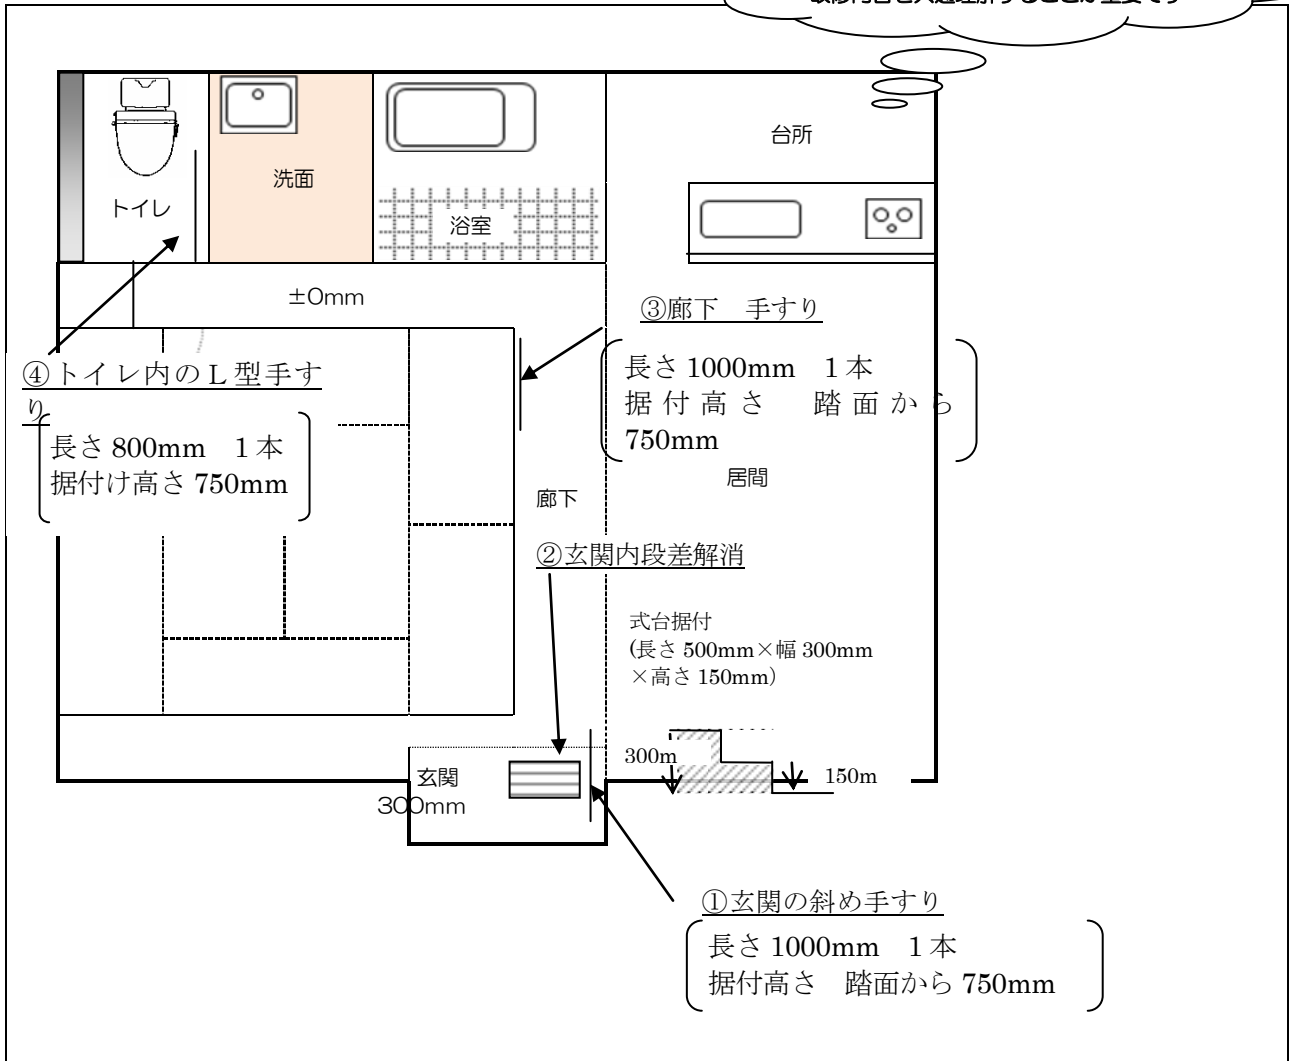 台所
洗面
トイレ
浴室
±0mm
③廊下　手すり
長さ 1000mm　1 本
据付高さ　踏面から
750mm
④トイレ内の L 型手す
り
長さ 800mm　1 本
据付け高さ 750mm
居間
廊下
②玄関内段差解消
式台据付
(長さ 500mm×幅 300mm
×高さ 150mm)
300m
150m
玄関
300mm
①玄関の斜め手すり
長さ 1000mm　1 本
据付高さ　踏面から 750mm